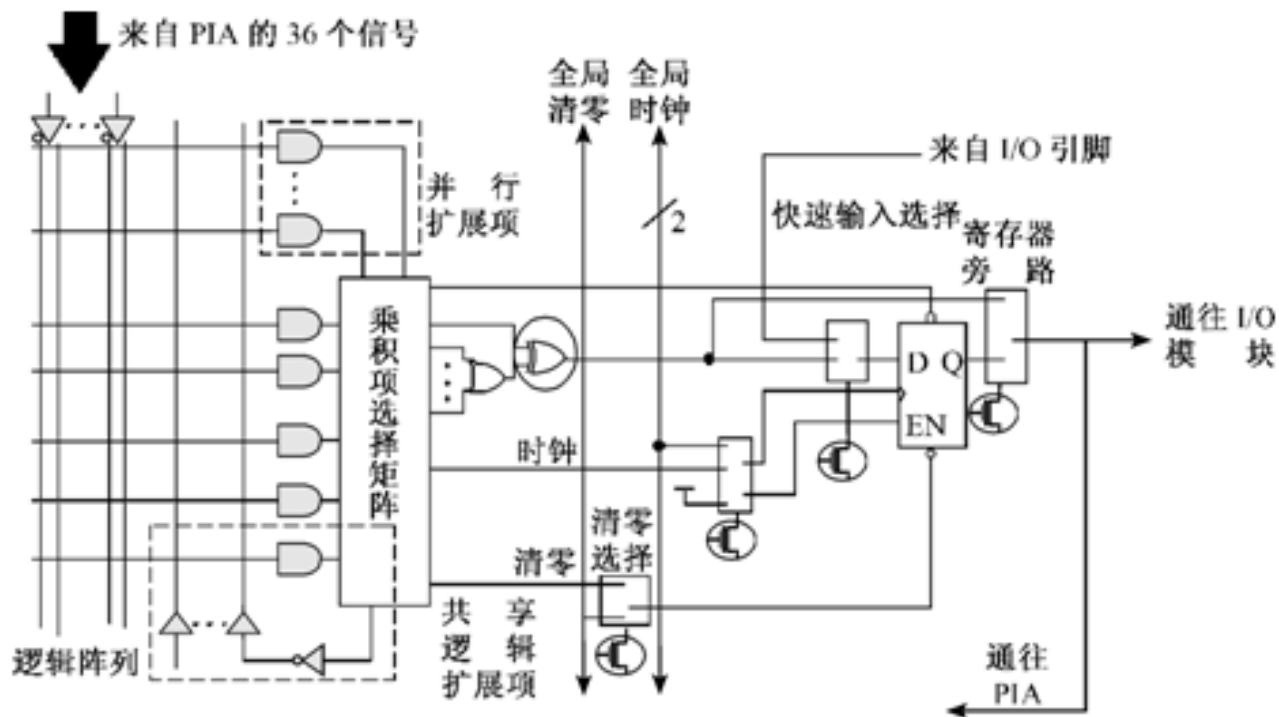 来自 PIA 的 36 个信号
全局
清零
全局
时钟
来自 I/O 引脚
并 行
扩展项
2
快速输入选择
寄存器
旁 路
乘积项选择矩阵
通往 I/O
模 块
D Q
EN
时钟
清零
选择
清零
共 享
逻 辑
扩展项
逻辑阵列
通往
PIA